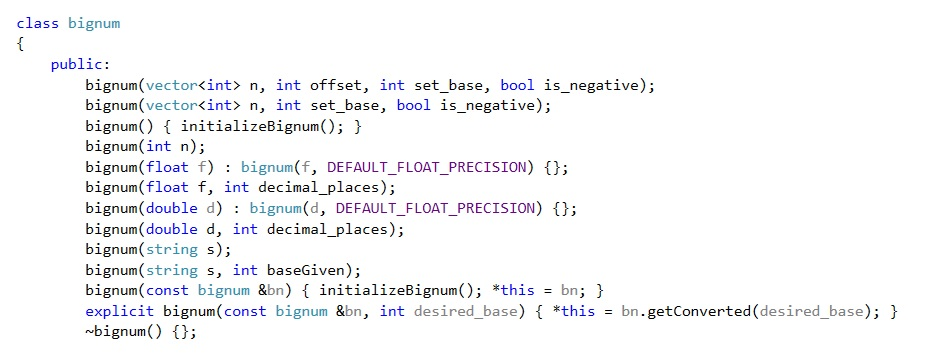 class bignum
{
public:
bignum(vector<int> n, int offset, int set_base, bool is_negative);
bignum(vector<int> n, int set_base, bool is_negative);
bignum() { initializeBignum(); }
bignum(int n);
bignum(float f) : bignum(f, DEFAULT_FLOAT_PRECISION) {};
bignum(float f, int decimal_places);
bignum(double d) : bignum(d, DEFAULT_FLOAT_PRECISION) {};
bignum(double d, int decimal_places);
bignum(string s);
bignum(string s, int baseGiven);
bignum(const bignum &bn) { initializeBignum(); *this = bn; }
explicit bignum(const bignum &bn, int desired_base) { *this = bn.getConverted(desired_base); }
~bignum() {};